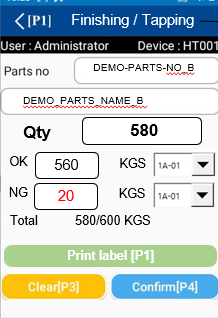 [P1] Finishing / Tapping
User : Administrator Device : HT001
Parts no DEMO-PARTS-NO_B
DEMO_PARTS_NAME_B
Qty 580
OK 560 KGS 1A-01
NG 20 KGS 1A-01
Total 580/600 KGS
Print label [P1]
Clear[P3] Confirm[P4]